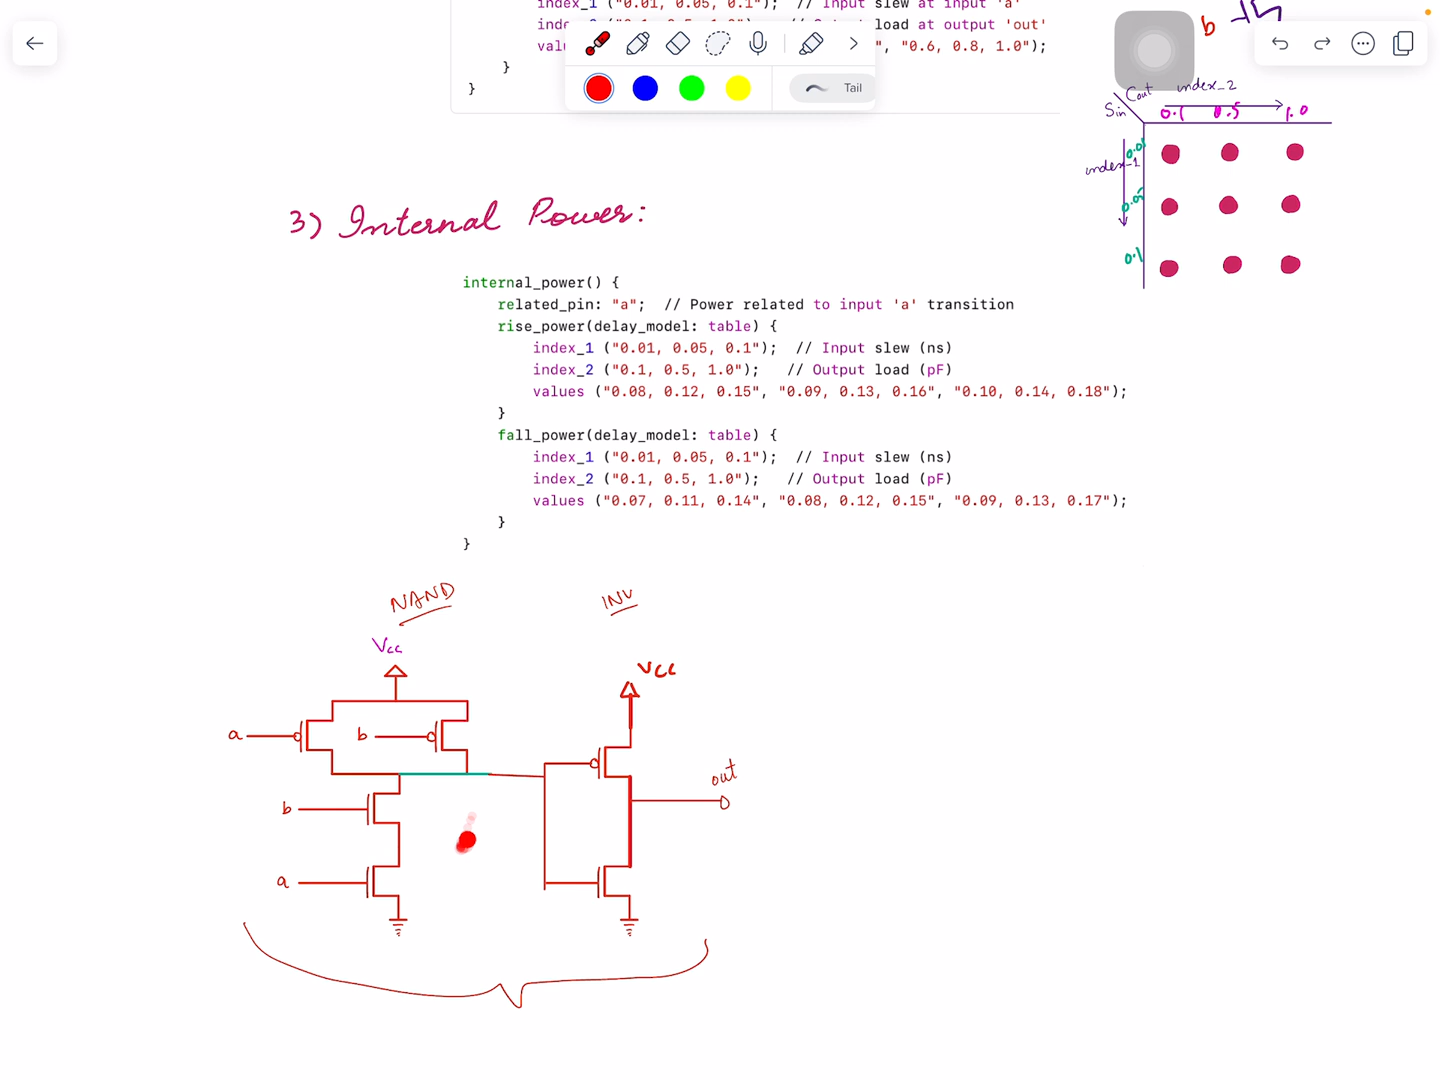 index_1 ("0.01, 0.05, 0.1"); // Input slew at input 'a'
load at output 'out'
", "0.6, 0.8, 1.0");
}
}
Tail
b
Cout index_2
Sin
0.1 0.5 1.0
index_1
0.01
0.05
0.1
3) Internal Power:
internal_power() {
related_pin: "a"; // Power related to input 'a' transition
rise_power(delay_model: table) {
index_1 ("0.01, 0.05, 0.1"); // Input slew (ns)
index_2 ("0.1, 0.5, 1.0"); // Output load (pF)
values ("0.08, 0.12, 0.15", "0.09, 0.13, 0.16", "0.10, 0.14, 0.18");
}
fall_power(delay_model: table) {
index_1 ("0.01, 0.05, 0.1"); // Input slew (ns)
index_2 ("0.1, 0.5, 1.0"); // Output load (pF)
values ("0.07, 0.11, 0.14", "0.08, 0.12, 0.15", "0.09, 0.13, 0.17");
}
}
NAND
INV
Vcc
Vcc
a
b
out
b
a